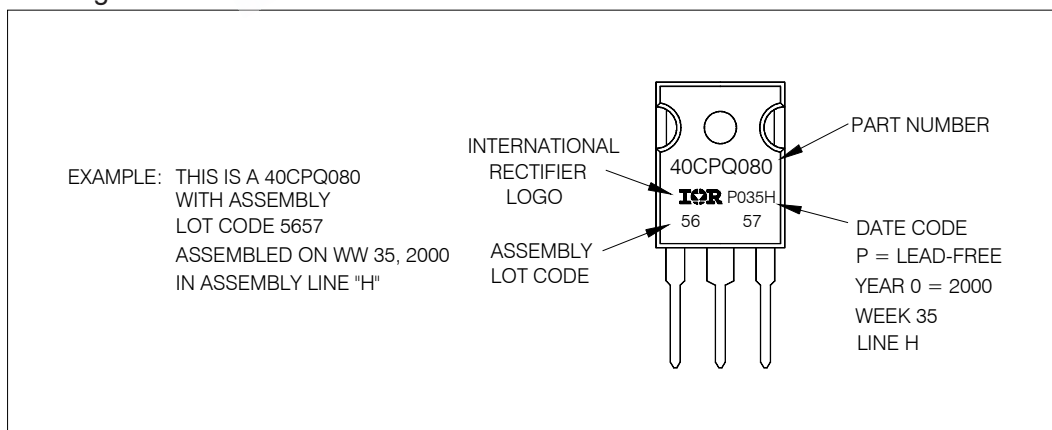 EXAMPLE: THIS IS A 40CPQ080
WITH ASSEMBLY
LOT CODE 5657
ASSEMBLED ON WW 35, 2000
IN ASSEMBLY LINE "H"
INTERNATIONAL
RECTIFIER
LOGO
ASSEMBLY
LOT CODE
40CPQ080
IOR P035H
56 57
PART NUMBER
DATE CODE
P = LEAD-FREE
YEAR 0 = 2000
WEEK 35
LINE H